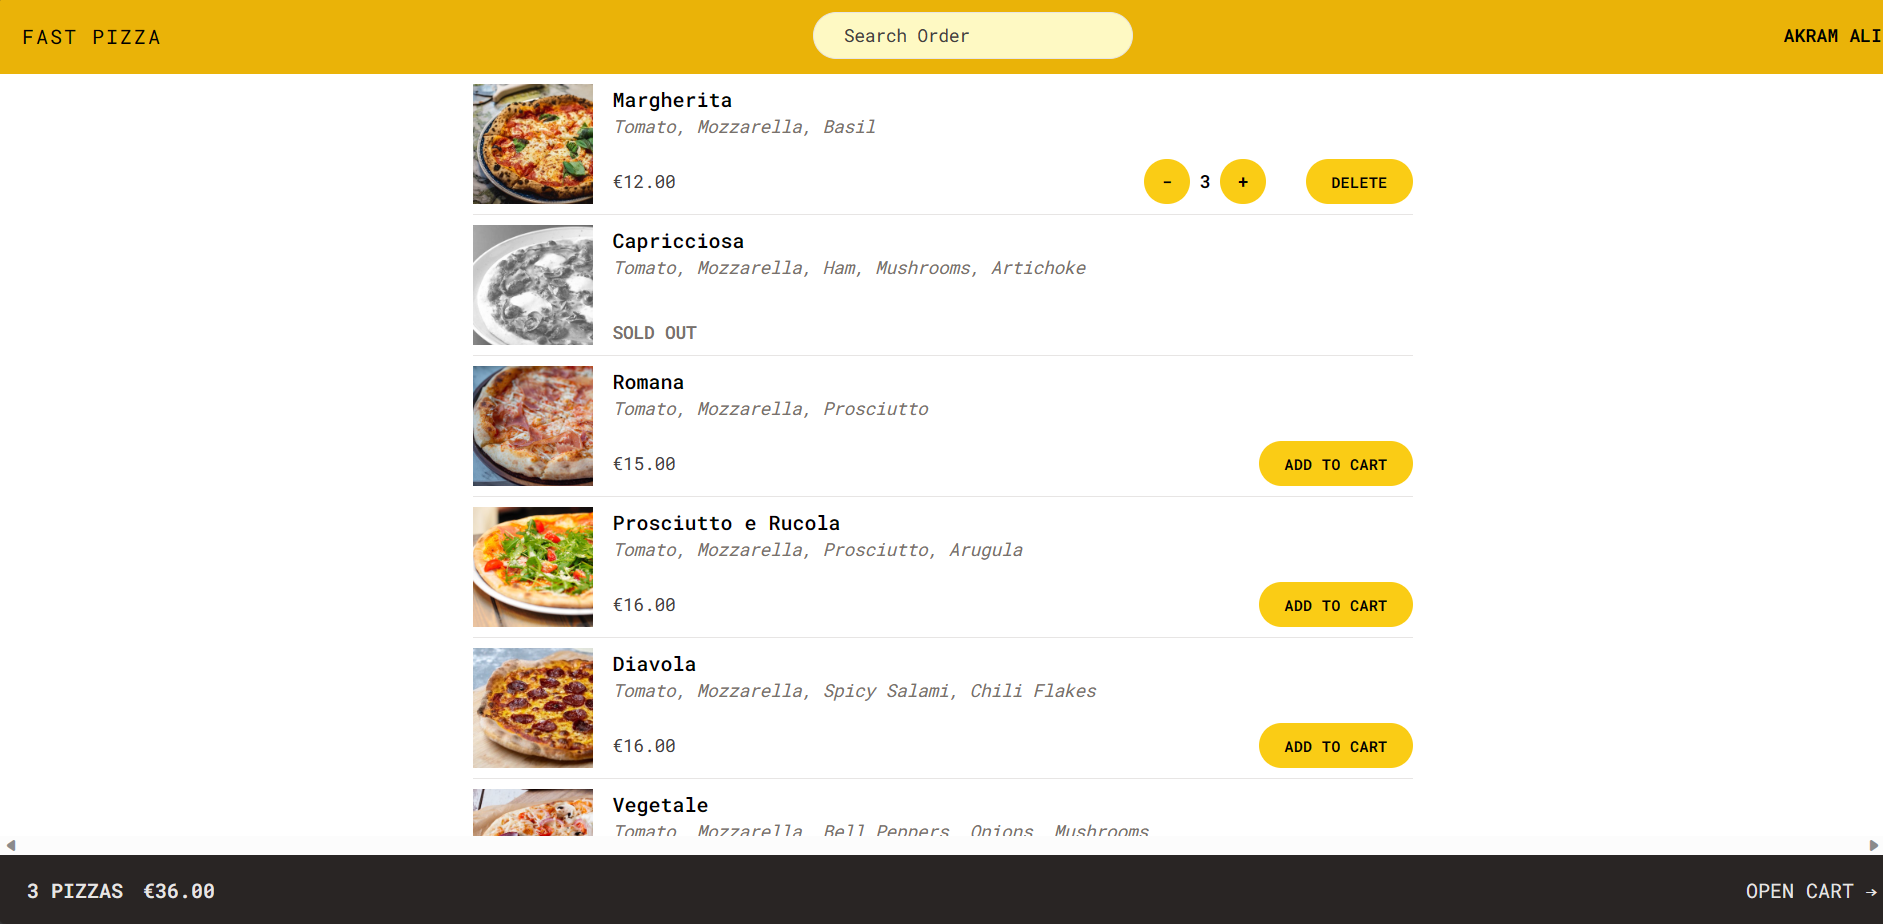 FAST PIZZA
Search Order
AKRAM ALI
Margherita
Tomato, Mozzarella, Basil
€12.00
- 3 +
DELETE
Capricciosa
Tomato, Mozzarella, Ham, Mushrooms, Artichoke
SOLD OUT
Romana
Tomato, Mozzarella, Prosciutto
€15.00
ADD TO CART
Prosciutto e Rucola
Tomato, Mozzarella, Prosciutto, Arugula
€16.00
ADD TO CART
Diavola
Tomato, Mozzarella, Spicy Salami, Chili Flakes
€16.00
ADD TO CART
Vegetale
Tomato, Mozzarella, Bell Peppers, Onions, Mushrooms
3 PIZZAS €36.00
OPEN CART →